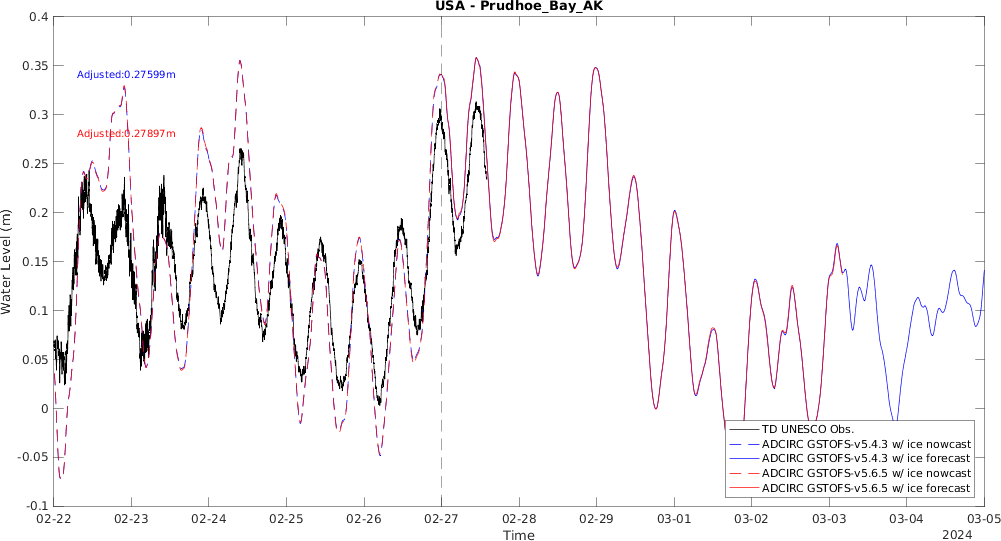 USA - Prudhoe_Bay_AK
0.4
0.35
Adjusted:0.27599m
0.3
Adjusted:0.27897m
0.25
0.2
0.15
0.1
0.05
0
-0.05
-0.1
Water Level (m)
TD UNESCO Obs.
ADCIRC GSTOFS-v5.4.3 w/ ice nowcast
ADCIRC GSTOFS-v5.4.3 w/ ice forecast
ADCIRC GSTOFS-v5.6.5 w/ ice nowcast
ADCIRC GSTOFS-v5.6.5 w/ ice forecast
02-22 02-23 02-24 02-25 02-26 02-27 02-28 02-29 03-01 03-02 03-03 03-04 03-05
Time
2024